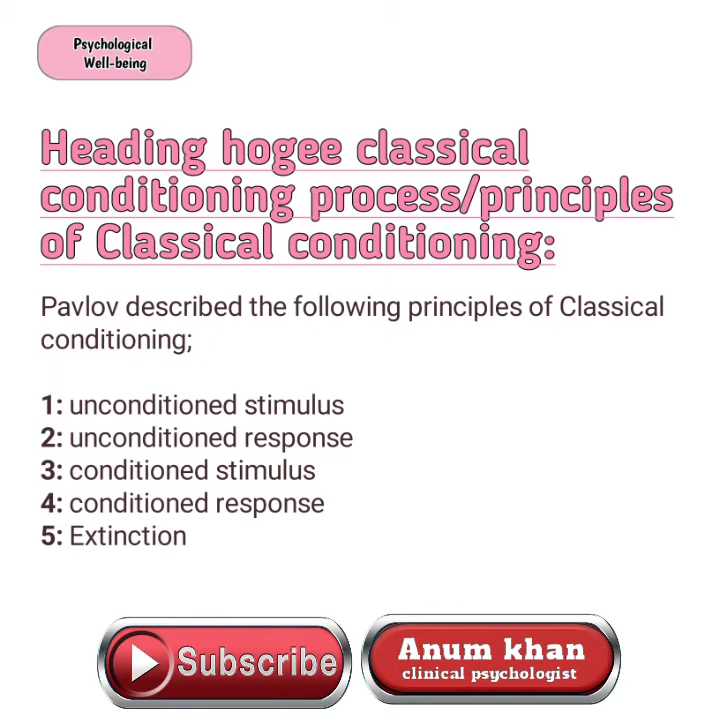 Psychological
Well-being
Heading hogee classical
conditioning process/principles
of Classical conditioning:
Pavlov described the following principles of Classical
conditioning;
1: unconditioned stimulus
2: unconditioned response
3: conditioned stimulus
4: conditioned response
5: Extinction
Subscribe
Anum khan
clinical psychologist